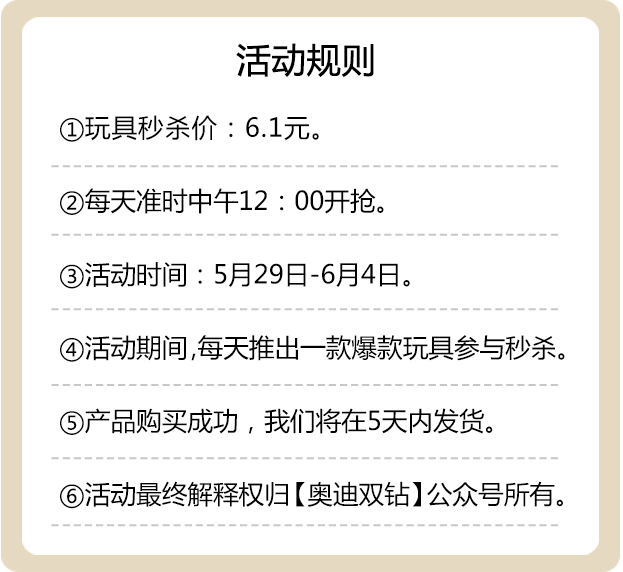 活动规则
①玩具秒杀价：6.1元。
②每天准时中午12：00开抢。
③活动时间：5月29日-6月4日。
④活动期间,每天推出一款爆款玩具参与秒杀。
⑤产品购买成功，我们将在5天内发货。
⑥活动最终解释权归【奥迪双钻】公众号所有。